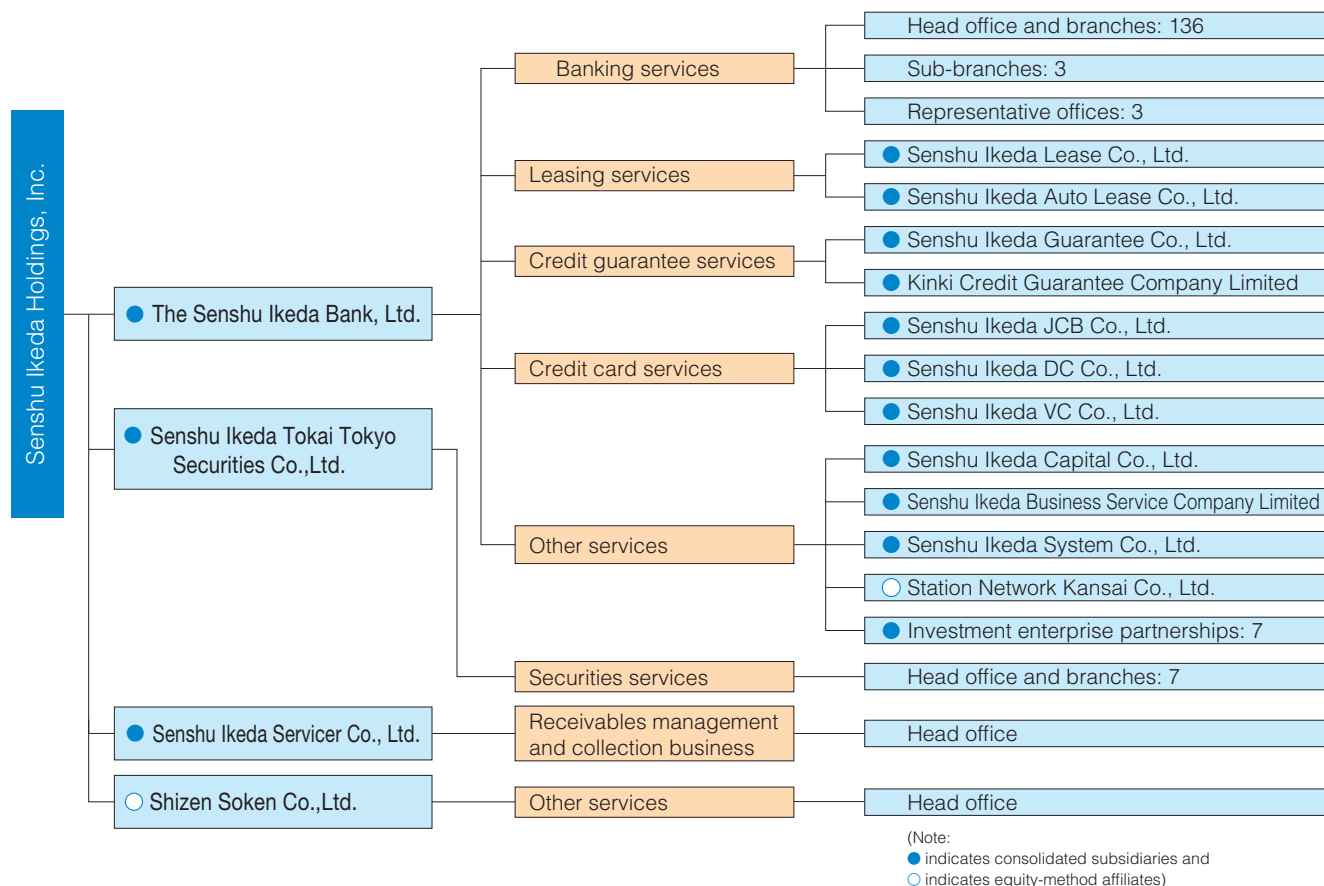 Senshu Ikeda Holdings, Inc.
The Senshu Ikeda Bank, Ltd.
Banking services
Head office and branches: 136
Sub-branches: 3
Representative offices: 3
Leasing services
Senshu Ikeda Lease Co., Ltd.
Senshu Ikeda Auto Lease Co., Ltd.
Credit guarantee services
Senshu Ikeda Guarantee Co., Ltd.
Kinki Credit Guarantee Company Limited
Credit card services
Senshu Ikeda JCB Co., Ltd.
Senshu Ikeda DC Co., Ltd.
Senshu Ikeda VC Co., Ltd.
Other services
Senshu Ikeda Capital Co., Ltd.
Senshu Ikeda Business Service Company Limited
Senshu Ikeda System Co., Ltd.
Station Network Kansai Co., Ltd.
Investment enterprise partnerships: 7
Senshu Ikeda Tokai Tokyo
Securities Co.,Ltd.
Securities services
Head office and branches: 7
Senshu Ikeda Servicer Co., Ltd.
Receivables management
and collection business
Head office
Shizen Soken Co.,Ltd.
Other services
Head office
(Note:
● indicates consolidated subsidiaries and
○ indicates equity-method affiliates)